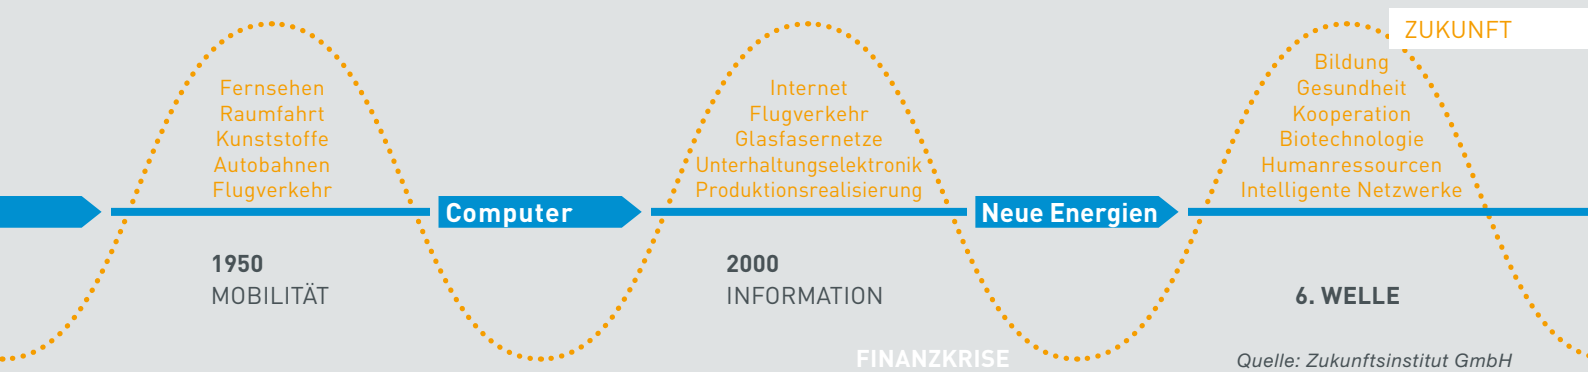 ZUKUNFT
Fernsehen
Raumfahrt
Kunststoffe
Autobahnen
Flugverkehr
Computer
1950
MOBILITÄT
Internet
Flugverkehr
Glasfasernetze
Unterhaltungselektronik
Produktionsrealisierung
Neue Energien
2000
INFORMATION
FINANZKRISE
Bildung
Gesundheit
Kooperation
Biotechnologie
Humanressourcen
Intelligente Netzwerke
6. WELLE
Quelle: Zukunftsinstitut GmbH